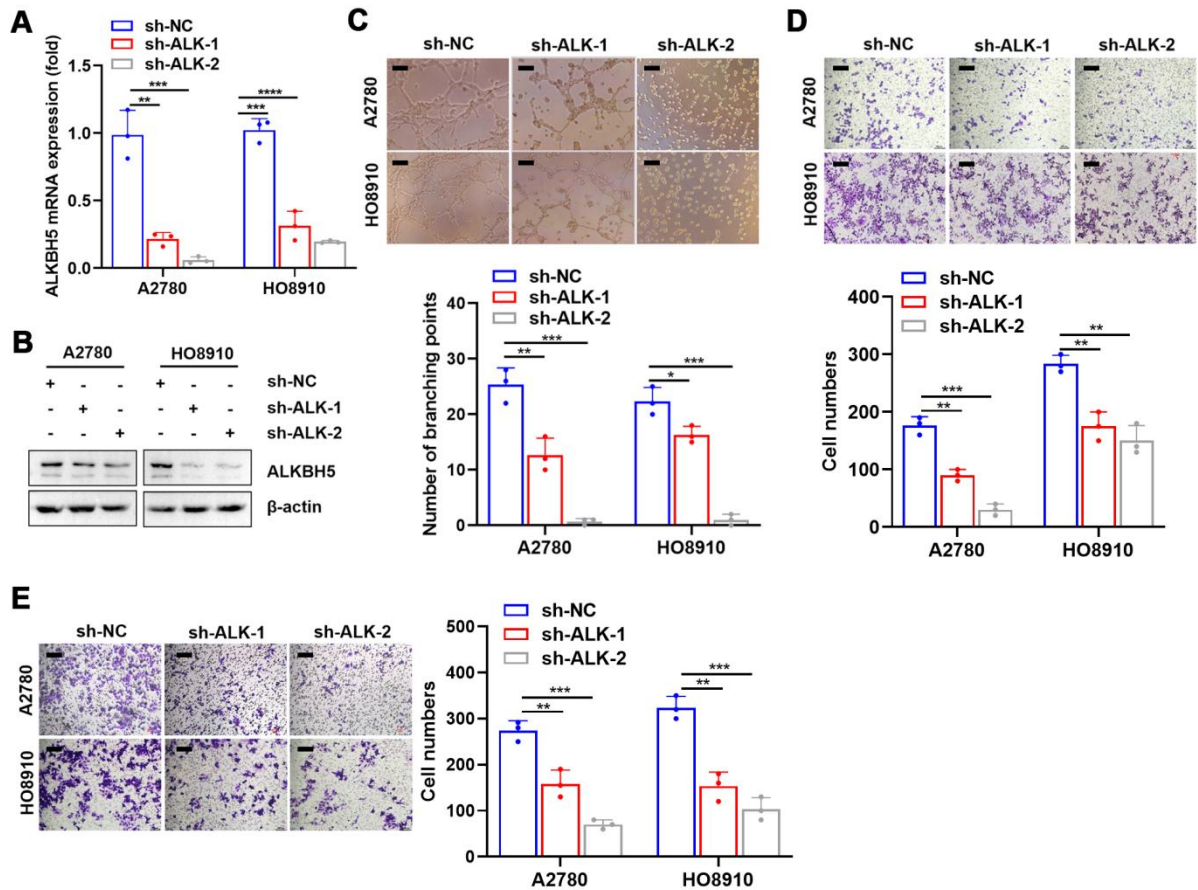 A
sh-NC
sh-ALK-1
sh-ALK-2
ALKBH5 mRNA expression (fold)
1.5
1.0
0.5
0.0
*** 
**
****
***
A2780 HO8910
B
A2780 HO8910
+ - - + - - sh-NC
- + - - + - sh-ALK-1
- - + - - + sh-ALK-2
ALKBH5
β-actin
C
sh-NC sh-ALK-1 sh-ALK-2
A2780
HO8910
sh-NC
sh-ALK-1
sh-ALK-2
Number of branching points
40
30
20
10
0
***
**
***
*
A2780 HO8910
D
sh-NC sh-ALK-1 sh-ALK-2
A2780
HO8910
sh-NC
sh-ALK-1
sh-ALK-2
Cell numbers
400
300
200
100
0
***
**
**
**
A2780 HO8910
E
sh-NC sh-ALK-1 sh-ALK-2
A2780
HO8910
sh-NC
sh-ALK-1
sh-ALK-2
Cell numbers
500
400
300
200
100
0
***
**
***
**
A2780 HO8910